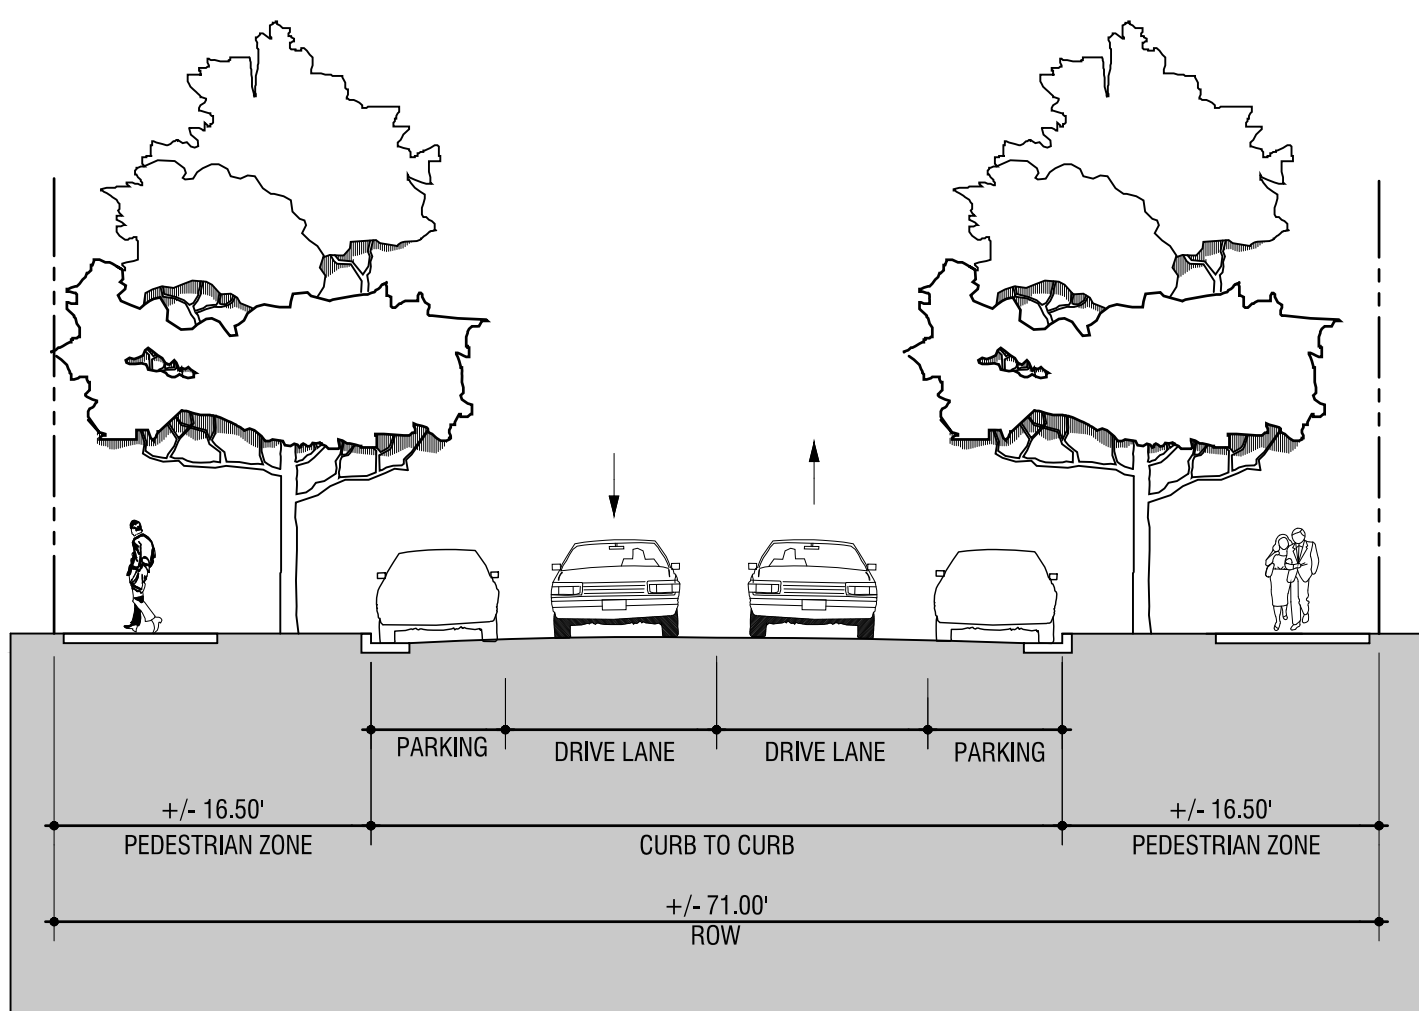 PARKING
DRIVE LANE
DRIVE LANE
PARKING
+/- 16.50'
PEDESTRIAN ZONE
CURB TO CURB
+/- 16.50'
PEDESTRIAN ZONE
+/- 71.00'
ROW